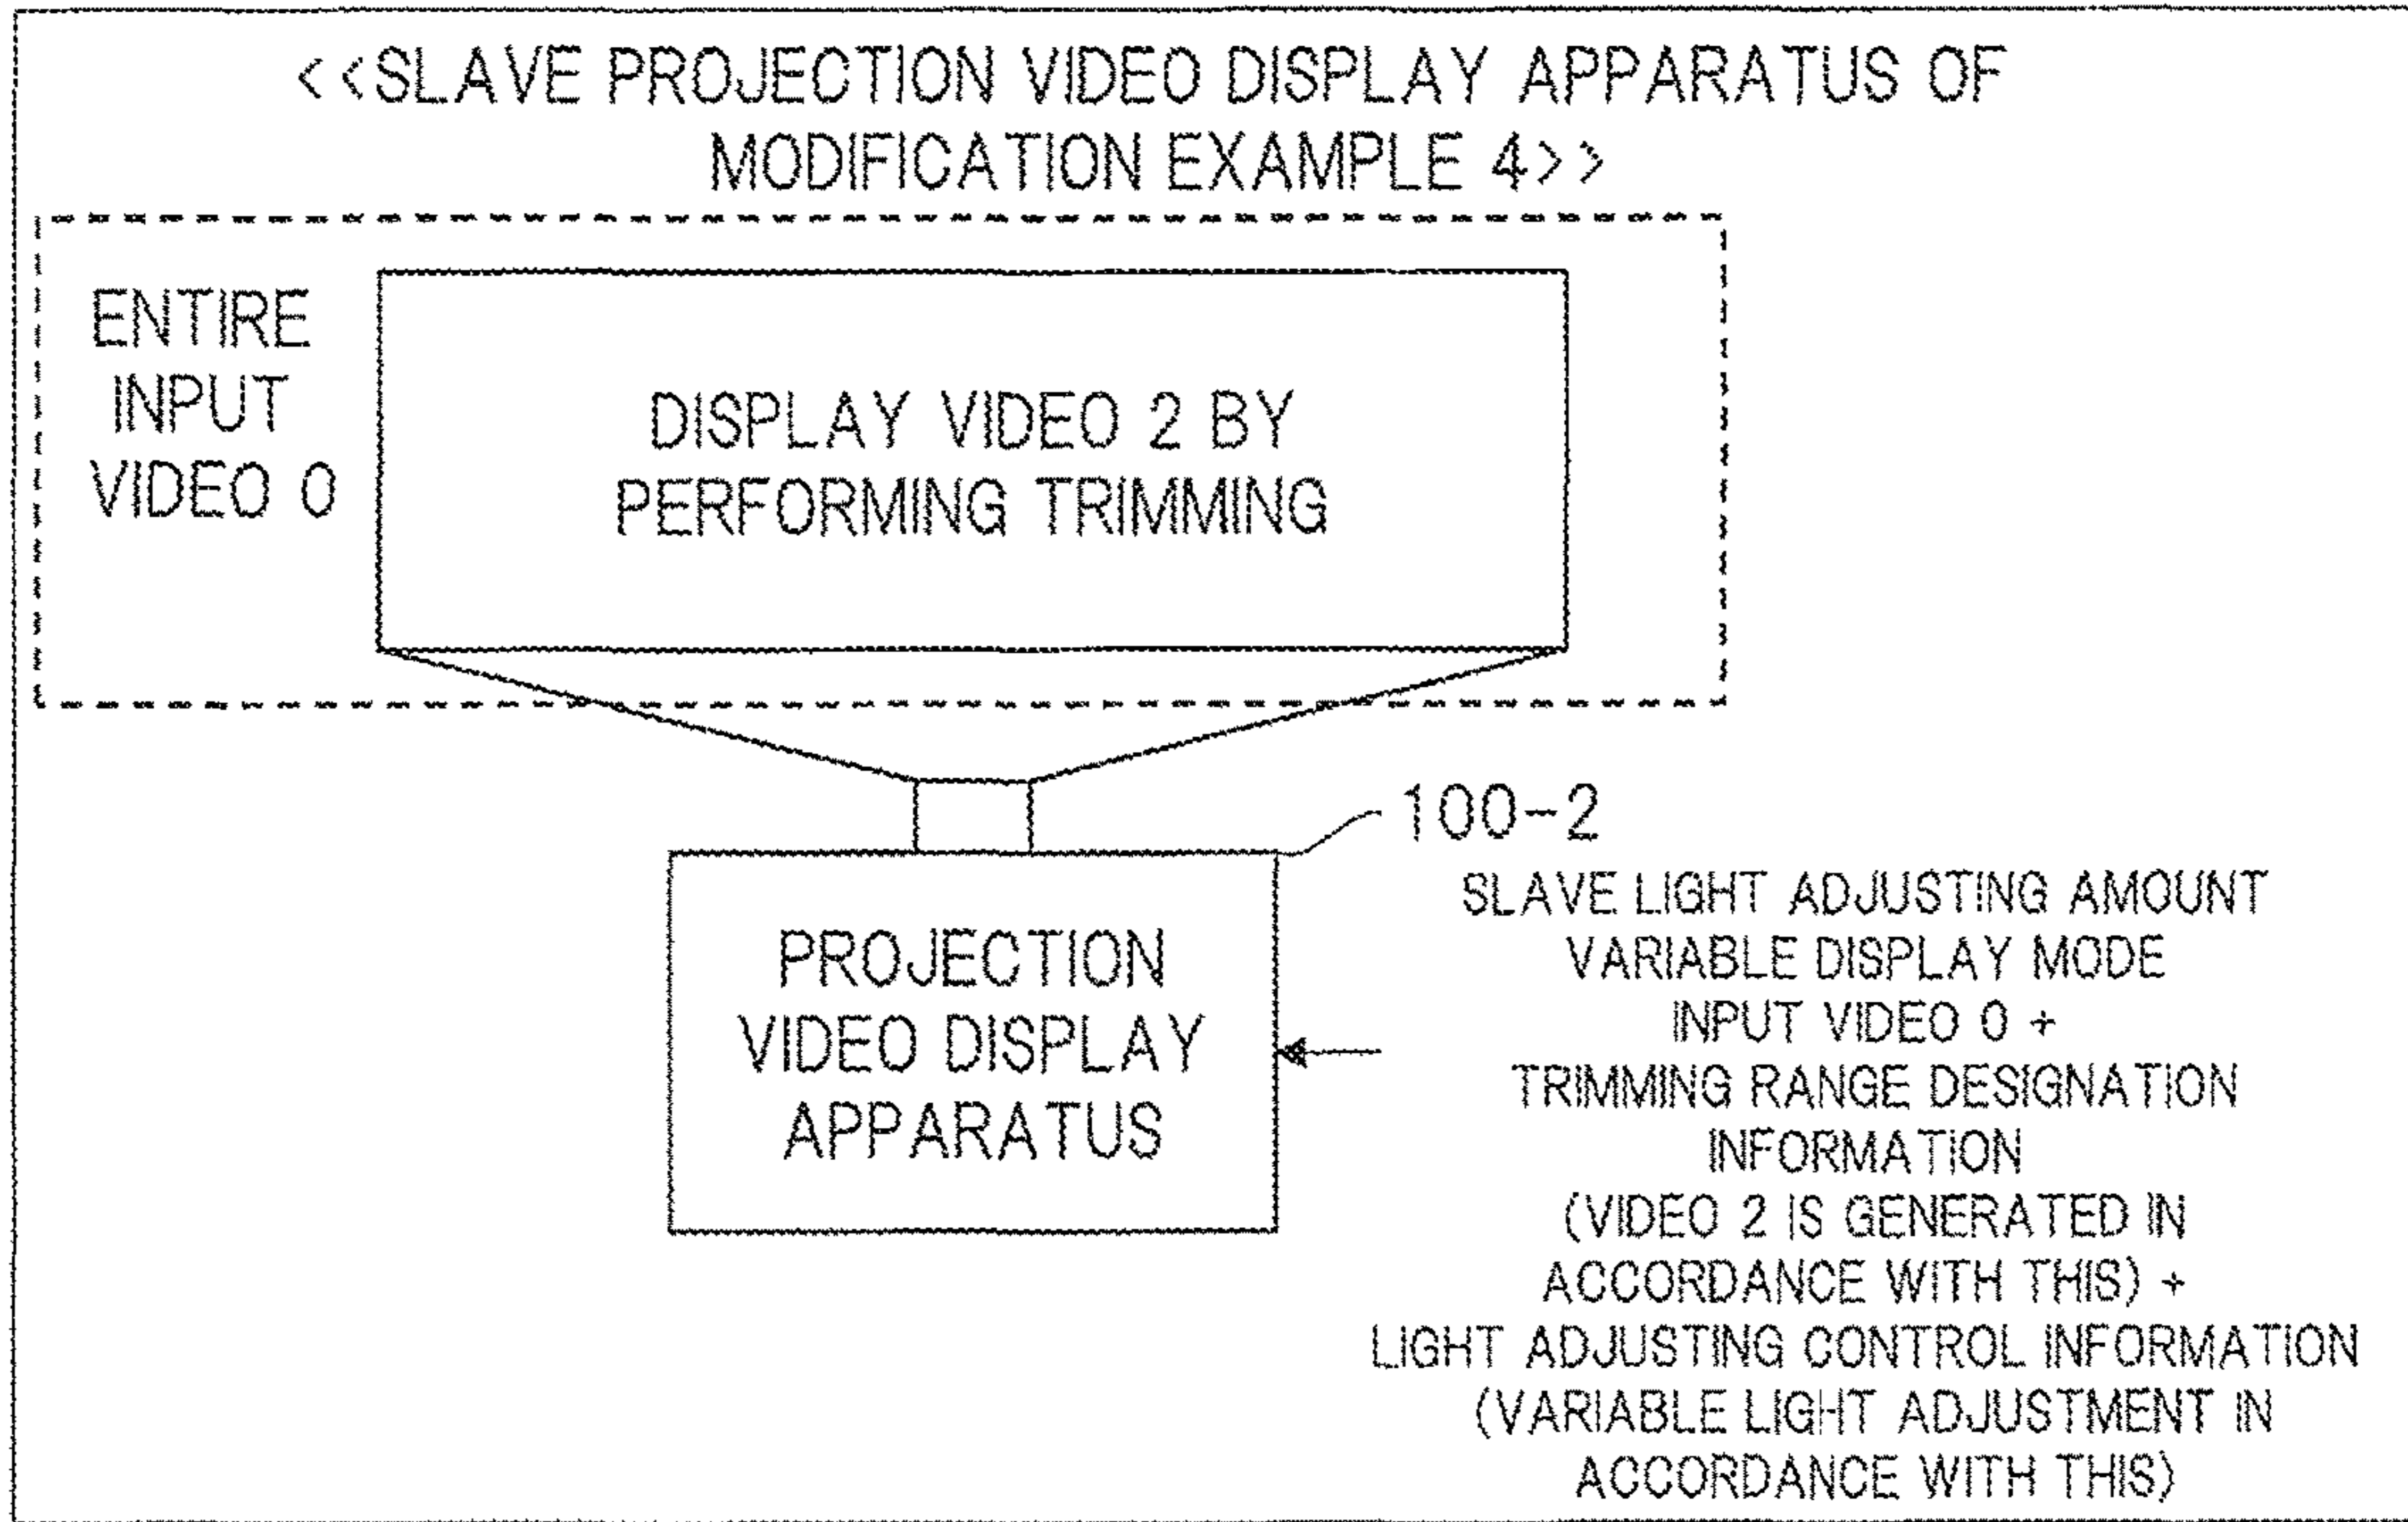 <<SLAVE PROJECTION VIDEO DISPLAY APPARATUS OF
MODIFICATION EXAMPLE 4>>
ENTIRE
INPUT
VIDEO 0
DISPLAY VIDEO 2 BY
PERFORMING TRIMMING
100-2
PROJECTION
VIDEO DISPLAY
APPARATUS
SLAVE LIGHT ADJUSTING AMOUNT
VARIABLE DISPLAY MODE
INPUT VIDEO 0 +
TRIMMING RANGE DESIGNATION
INFORMATION
(VIDEO 2 IS GENERATED IN
ACCORDANCE WITH THIS) +
LIGHT ADJUSTING CONTROL INFORMATION
(VARIABLE LIGHT ADJUSTMENT IN
ACCORDANCE WITH THIS)